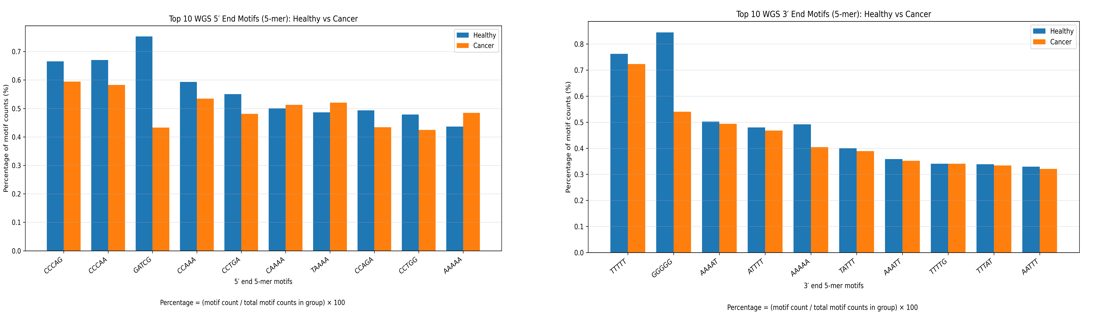 Top 10 WGS 5′ End Motifs (5-mer): Healthy vs Cancer
Healthy
Cancer
Percentage of motif counts (%)
0.7
0.6
0.5
0.4
0.3
0.2
0.1
0.0
CCCAG
CCCAA
GATCG
CCAAA
CCTGA
CAAAA
TAAAA
CCAGA
CCTGG
AAAAA
5′ end 5-mer motifs
Percentage = (motif count / total motif counts in group) × 100
Top 10 WGS 3′ End Motifs (5-mer): Healthy vs Cancer
Healthy
Cancer
Percentage of motif counts (%)
0.8
0.7
0.6
0.5
0.4
0.3
0.2
0.1
0.0
TTTTT
GGGGG
AAAAT
ATTTT
AAAAA
TATTT
AAATT
TTTTG
TTTAT
AATTT
3′ end 5-mer motifs
Percentage = (motif count / total motif counts in group) × 100